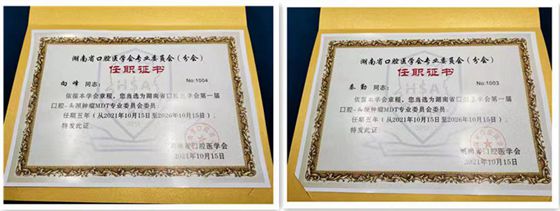 湖南省口腔医学会专业委员会（分会）
任职证书
向峰 同志： No:1004
依据本学会章程，您当选为湖南省口腔医学会第一届
口腔-头颈肿瘤MDT专业委员会委员，
任期五年（从2021年10月15日至2026年10月15日）
特发此证。
湖南省口腔医学会
2021年10月15日
湖南省口腔医学会专业委员会（分会）
任职证书
秦勤 同志： No:1003
依据本学会章程，您当选为湖南省口腔医学会第一届
口腔-头颈肿瘤MDT专业委员会委员，
任期五年（从2021年10月15日至2026年10月15日）
特发此证。
湖南省口腔医学会
2021年10月15日